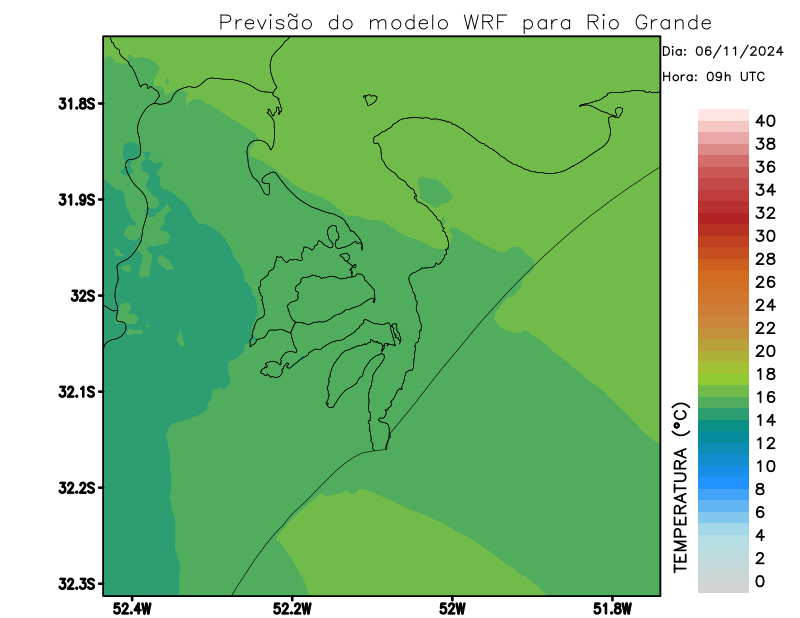 Previsão do modelo WRF para Rio Grande
Dia: 06/11/2024
Hora: 09h UTC
31.8S
31.9S
32S
32.1S
32.2S
32.3S
52.4W
52.2W
52W
51.8W
TEMPERATURA (°C)
40
38
36
34
32
30
28
26
24
22
20
18
16
14
12
10
8
6
4
2
0